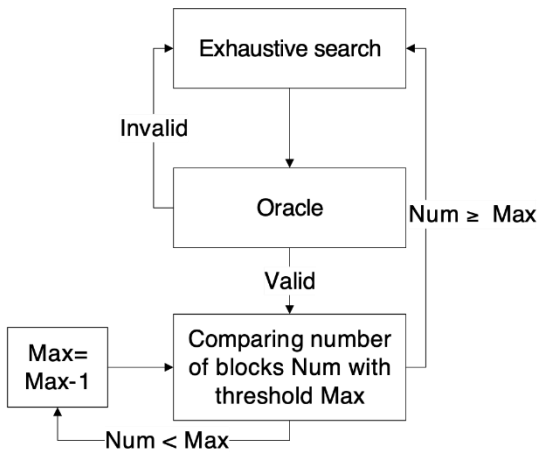 Exhaustive search
Invalid
Oracle
Num ≥ Max
Valid
Comparing number
of blocks Num with
threshold Max
Max=
Max-1
Num < Max